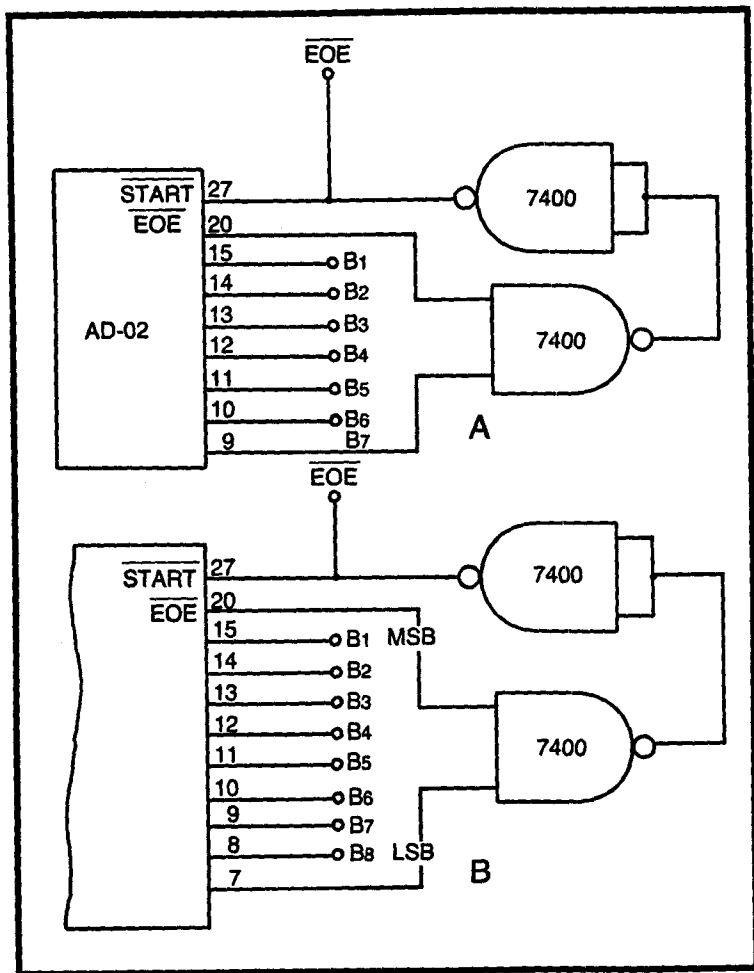 EOE
START 27
EOE 20
15 B1
14 B2
13 B3
12 B4
11 B5
10 B6
9 B7
AD-02
7400
7400
A
EOE
START 27
EOE 20
15 B1 MSB
14 B2
13 B3
12 B4
11 B5
10 B6
9 B7
8 B8 LSB
7
7400
7400
B